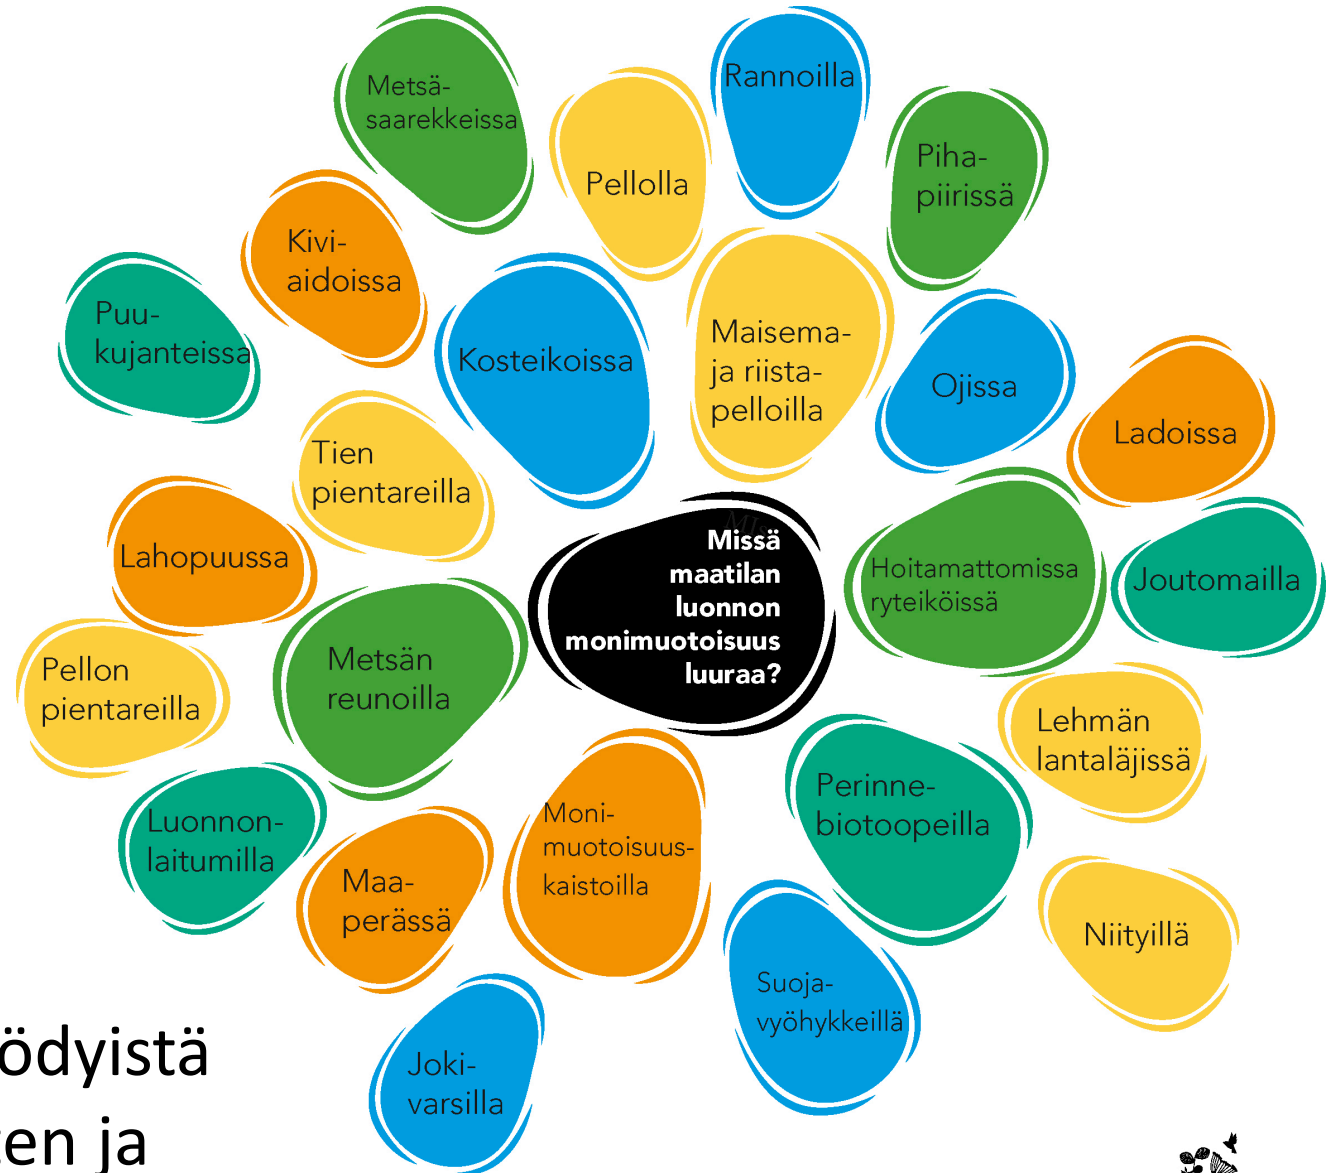 Metsä-
saarekkeissa
Pellolla
Rannoilla
Piha-
piirissä
Kivi-
aidoissa
Puu-
kujanteissa
Kosteikoissa
Maisema-
ja riista-
pelloilla
Ojissa
Ladoissa
Tien
pientareilla
Lahopuussa
Missä
maatilan
luonnon
monimuotoisuus
luuraa?
Hoitamattomissa
ryteiköissä
Joutomailla
Pellon
pientareilla
Metsän
reunoilla
Lehmän
lantaläjissä
Luonnon-
laitumilla
Maa-
perässä
Moni-
muotoisuus-
kaistoilla
Perinne-
biotoopeilla
Niityillä
Suoja-
vyöhykkeillä
Joki-
varsilla
ödyistä
en ja